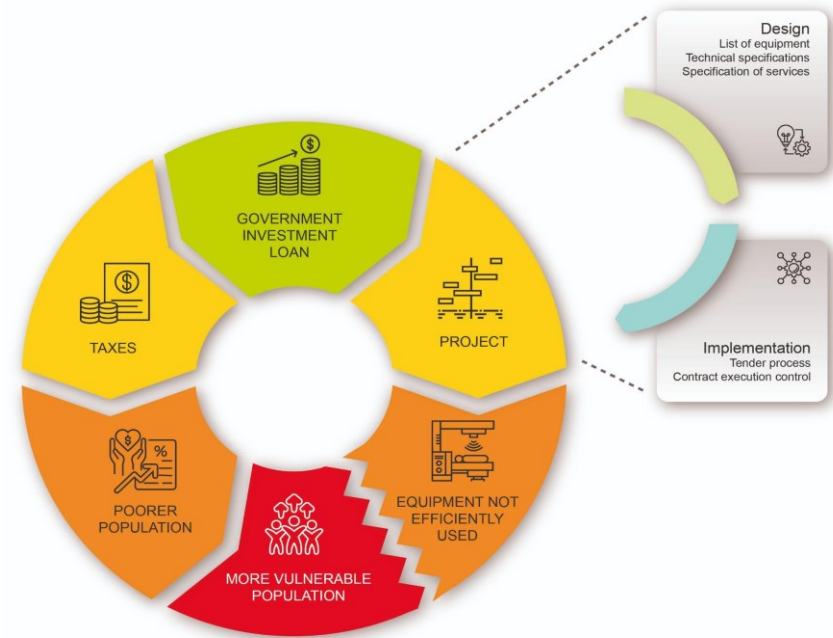 Design
List of equipment
Technical specifications
Specification of services
$
GOVERNMENT
INVESTMENT
LOAN
$
TAXES
PROJECT
Implementation
Tender process
Contract execution control
$
%
POORER
POPULATION
EQUIPMENT NOT
EFFICIENTLY
USED
MORE VULNERABLE
POPULATION